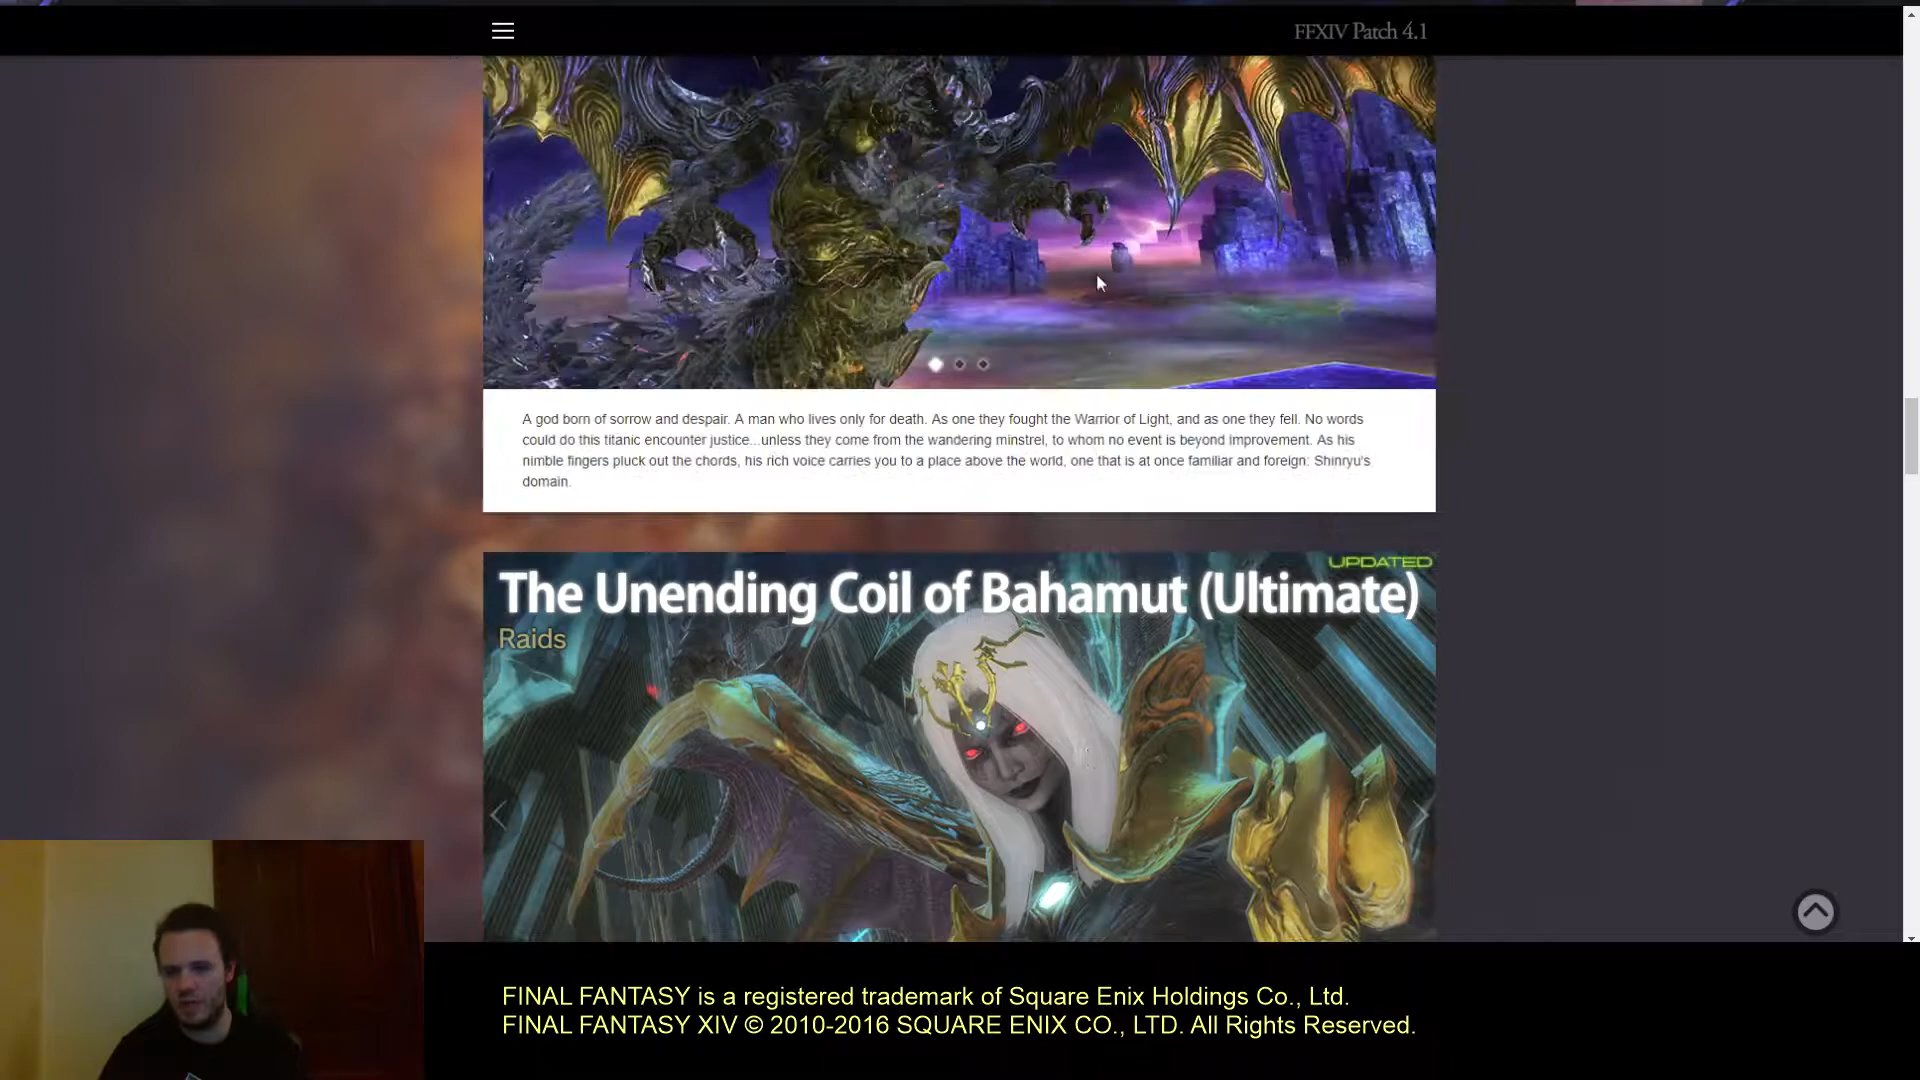 FFXIV Patch 4.1
A god born of sorrow and despair. A man who lives only for death. As one they fought the Warrior of Light, and as one they fell. No words
could do this titanic encounter justice...unless they come from the wandering minstrel, to whom no event is beyond improvement. As his
nimble fingers pluck out the chords, his rich voice carries you to a place above the world, one that is at once familiar and foreign: Shinryu's
domain.
UPDATED
The Unending Coil of Bahamut (Ultimate)
Raids
FINAL FANTASY is a registered trademark of Square Enix Holdings Co., Ltd.
FINAL FANTASY XIV © 2010-2016 SQUARE ENIX CO., LTD. All Rights Reserved.